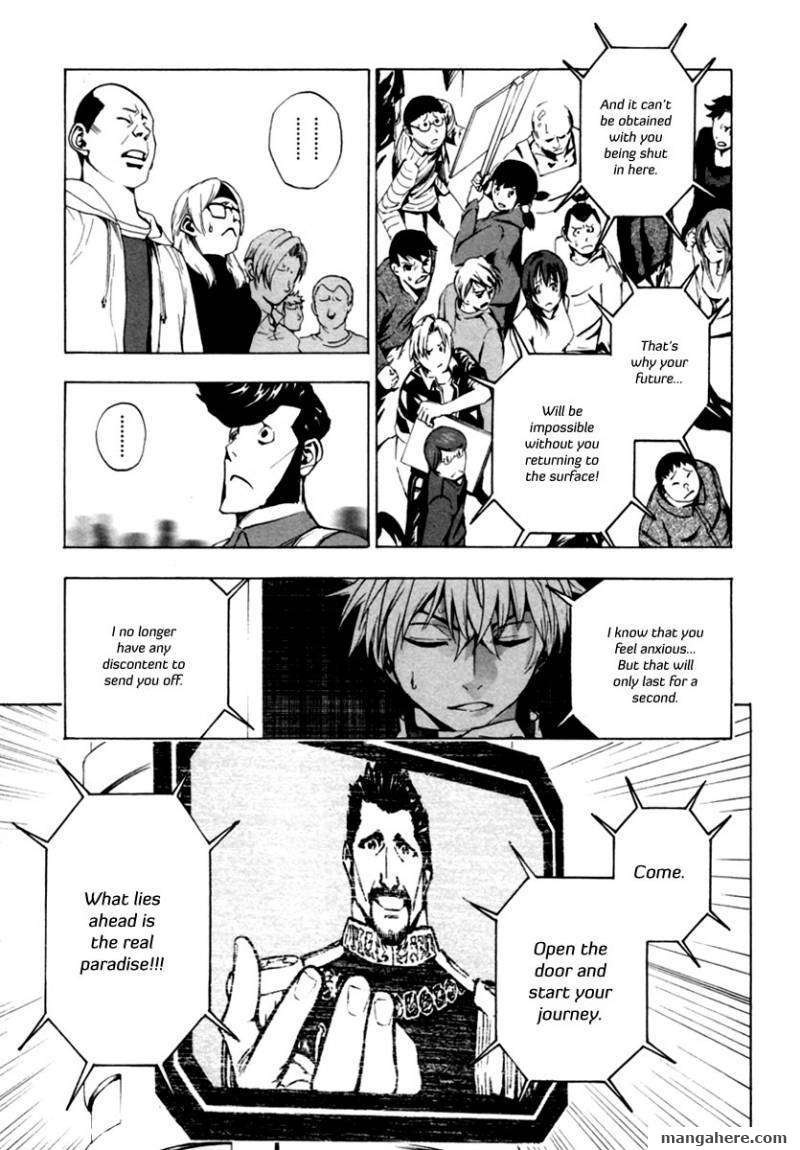 And it can't
be obtained
with you
being shut
in here.
That's
why your
future...
Will be
impossible
without you
returning to
the surface!
I know that you
feel anxious...
But that will
only last for a
second.
I no longer
have any
discontent to
send you off.
Come.
Open the
door and
start your
journey.
What lies
ahead is
the real
paradise!!!
mangahere.com